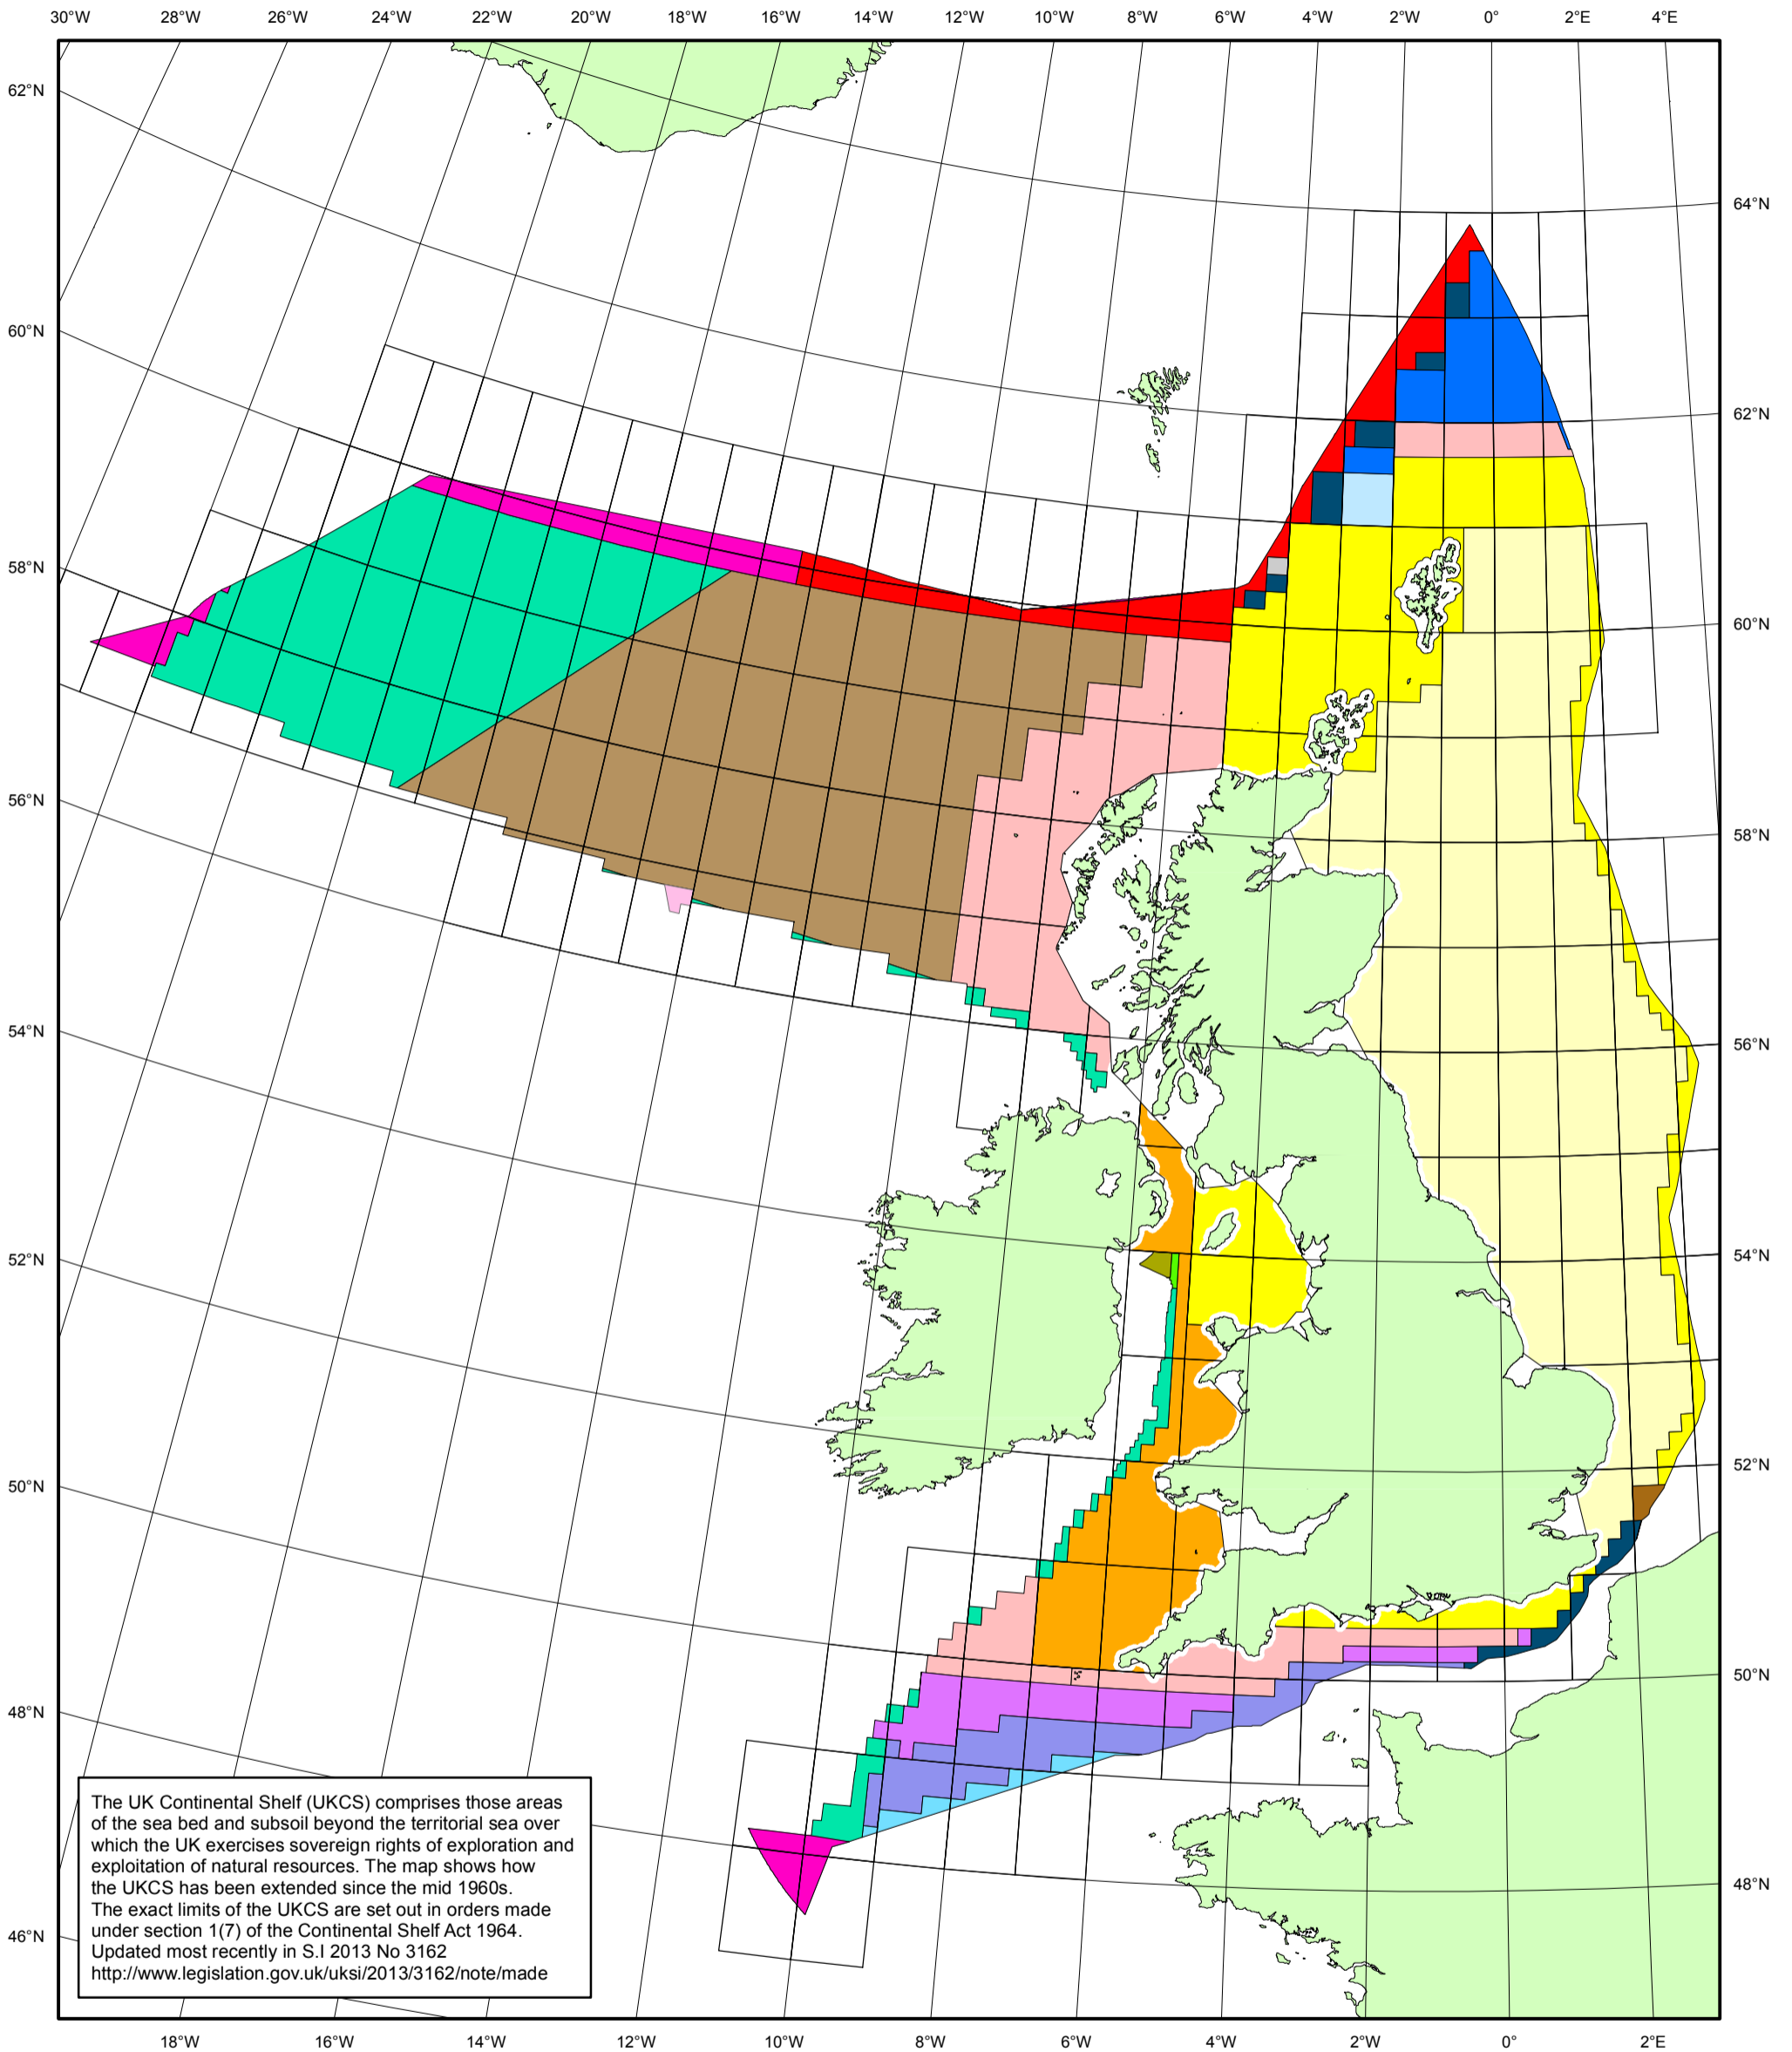 30°W 28°W 26°W 24°W 22°W 20°W 18°W 16°W 14°W 12°W 10°W 8°W 6°W 4°W 2°W 0° 2°E 4°E
62°N
64°N
60°N
62°N
58°N
60°N
56°N
58°N
54°N
56°N
52°N
54°N
50°N
52°N
48°N
50°N
46°N
48°N
The UK Continental Shelf (UKCS) comprises those areas
of the sea bed and subsoil beyond the territorial sea over
which the UK exercises sovereign rights of exploration and
exploitation of natural resources. The map shows how
the UKCS has been extended since the mid 1960s.
The exact limits of the UKCS are set out in orders made
under section 1(7) of the Continental Shelf Act 1964.
Updated most recently in S.I 2013 No 3162
http://www.legislation.gov.uk/uksi/2013/3162/note/made
18°W 16°W 14°W 12°W 10°W 8°W 6°W 4°W 2°W 0° 2°E